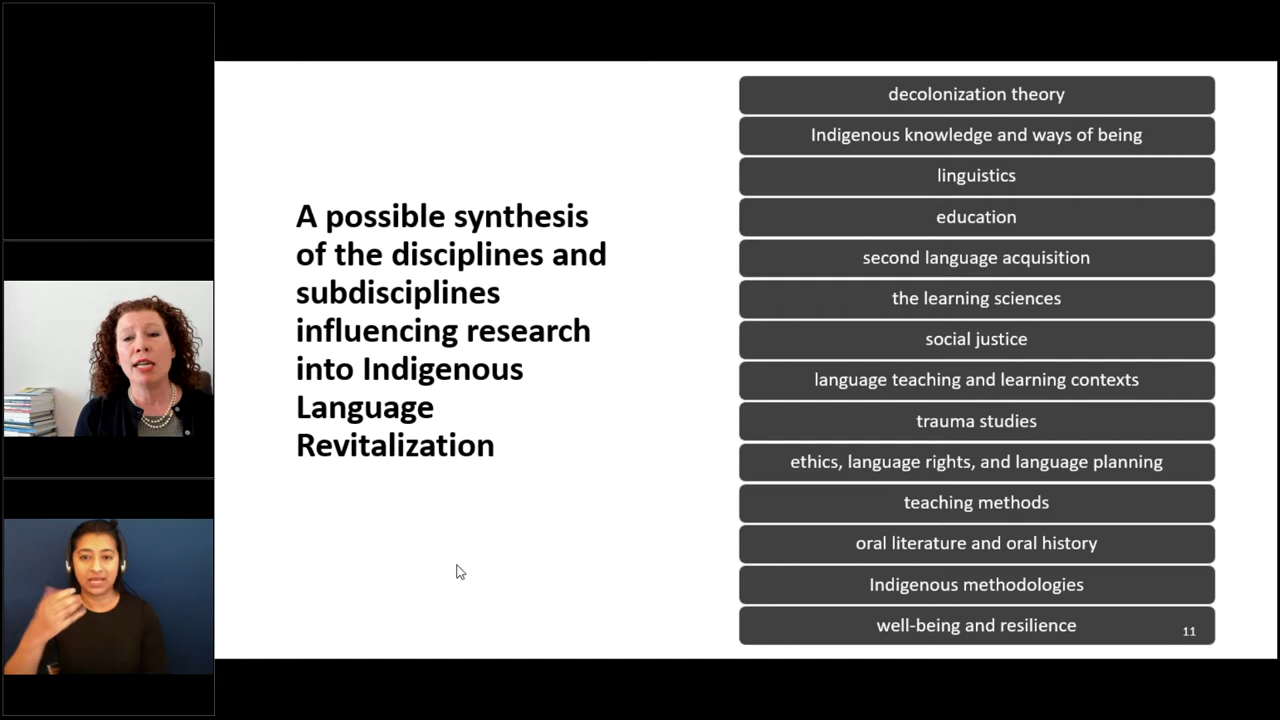 A possible synthesis
of the disciplines and
subdisciplines
influencing research
into Indigenous
Language
Revitalization
decolonization theory
Indigenous knowledge and ways of being
linguistics
education
second language acquisition
the learning sciences
social justice
language teaching and learning contexts
trauma studies
ethics, language rights, and language planning
teaching methods
oral literature and oral history
Indigenous methodologies
well-being and resilience
11